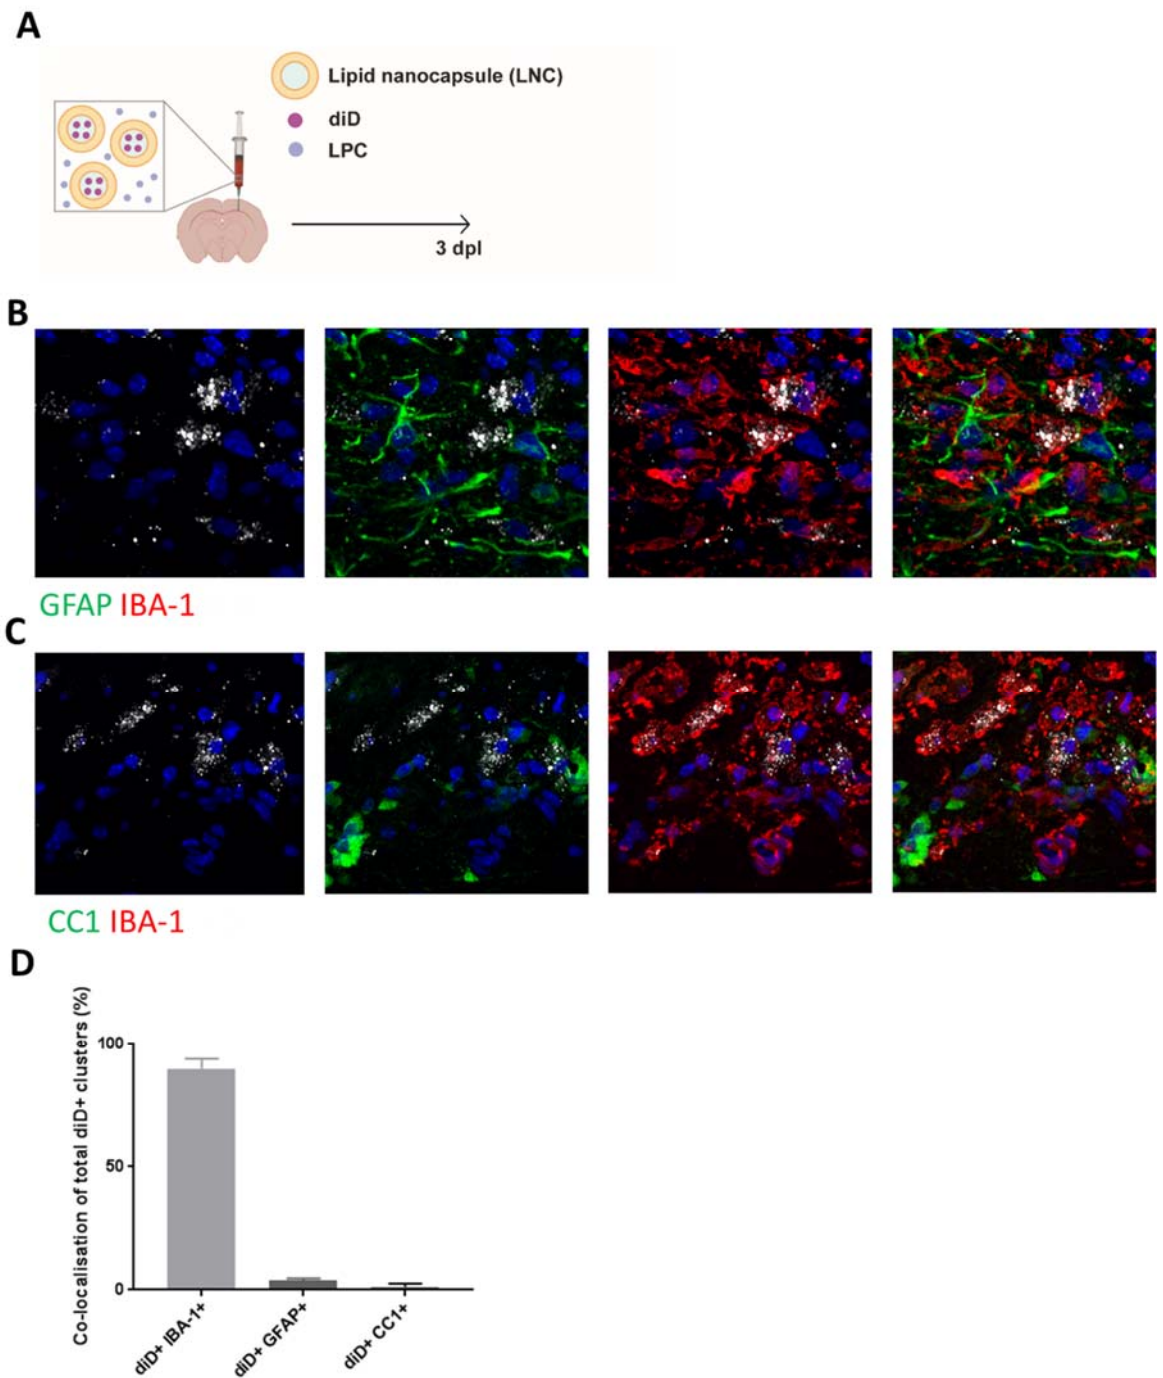 A
Lipid nanocapsule (LNC)
diD
LPC
3 dpl
B
GFAP IBA-1
C
CC1 IBA-1
D
Co-localisation of total diD+ clusters (%)
100
50
0
diD+ IBA-1+
diD+ GFAP+
diD+ CC1+